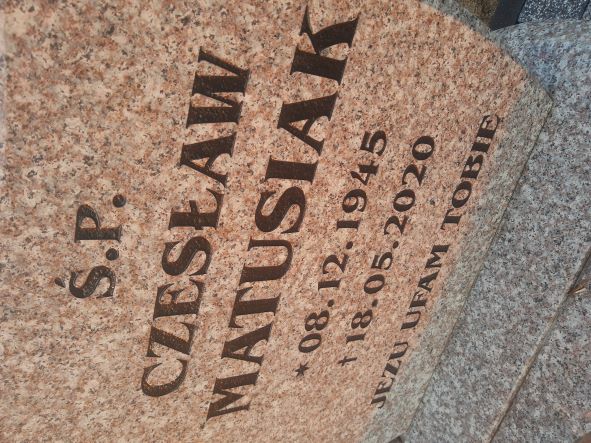 Ś.P.
CZESŁAW
MATUSIAK
* 08.12.1945
† 18.05.2020
JEZU UFAM TOBIE